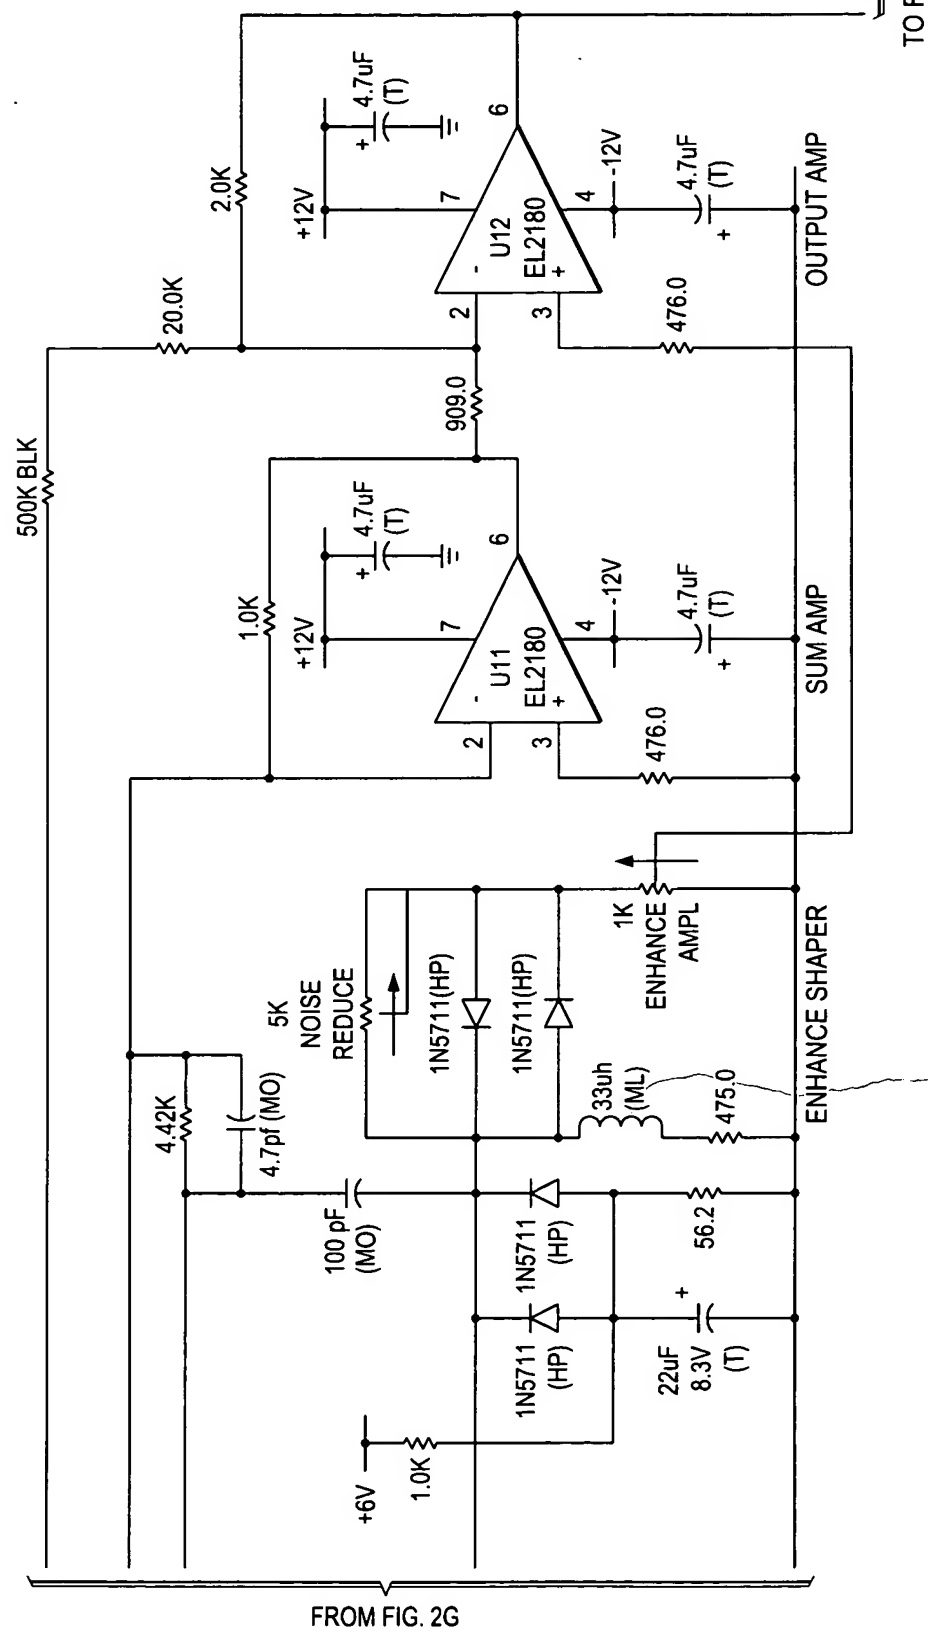 TO F
500K BLK
20.0K
2.0K
+12V
4.7uF
(T)
+
7
6
U12
EL2180
-
+
2
3
4
-12V
4.7uF
(T)
+
476.0
OUTPUT AMP
909.0
1.0K
+12V
4.7uF
(T)
+
7
6
U11
EL2180
-
+
2
3
4
-12V
4.7uF
(T)
+
476.0
SUM AMP
5K
NOISE
REDUCE
1N5711(HP)
1N5711(HP)
1K
ENHANCE
AMPL
4.42K
4.7pf (MO)
100 pF
(MO)
33uh
(ML)
475.0
ENHANCE SHAPER
1N5711
(HP)
56.2
1N5711
(HP)
+
22uF
8.3V
(T)
+6V
1.0K
FROM FIG. 2G